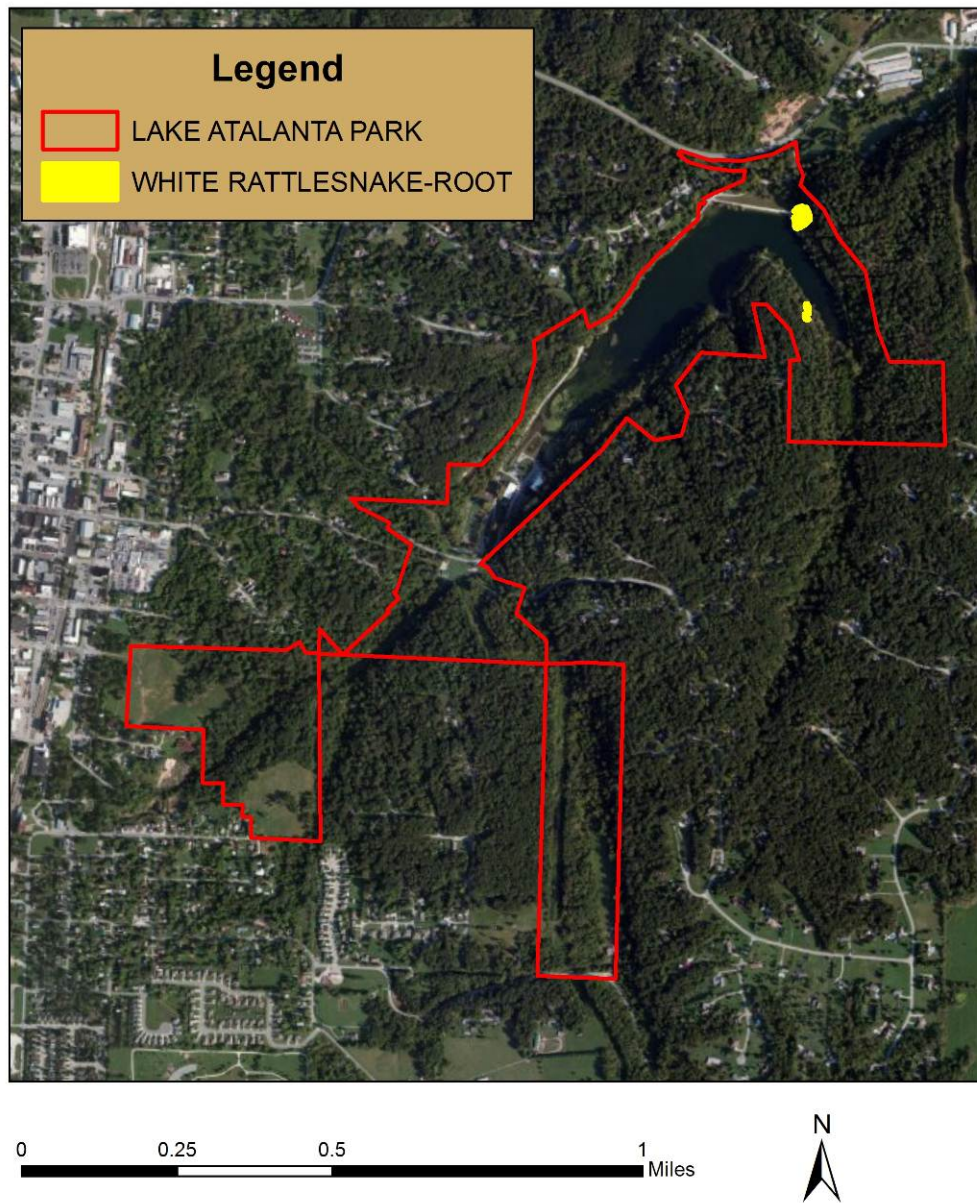 Legend
LAKE ATALANTA PARK
WHITE RATTLESNAKE-ROOT
0 0.25 0.5 1
Miles
N